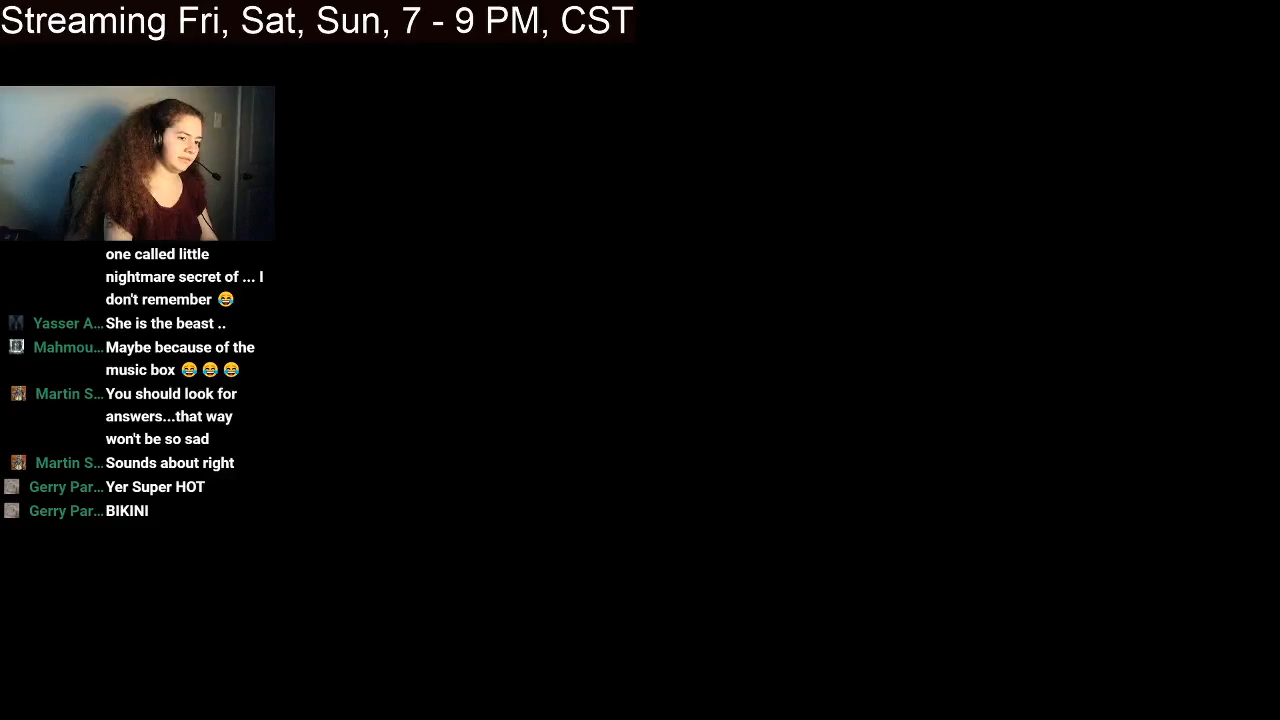 Streaming Fri, Sat, Sun, 7 - 9 PM, CST
one called little
nightmare secret of ... I
don't remember 😂
Yasser A... She is the beast ..
Mahmou... Maybe because of the
music box 😂 😂 😂
Martin S... You should look for
answers...that way
won't be so sad
Martin S... Sounds about right
Gerry Par... Yer Super HOT
Gerry Par... BIKINI